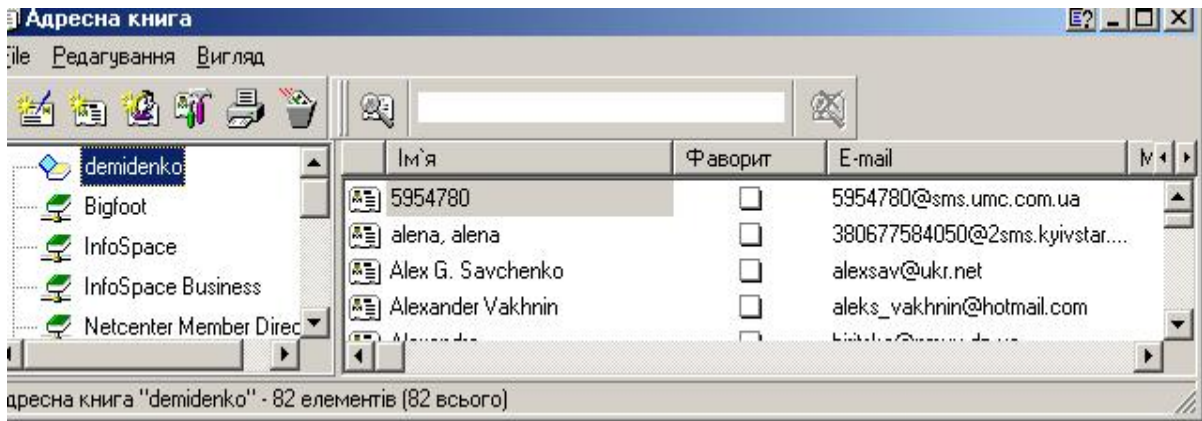 Адресна книга
File Редагування Вигляд
demidenko
Bigfoot
InfoSpace
InfoSpace Business
Netcenter Member Direc
Ім`я Фаворит E-mail
5954780 5954780@sms.umc.com.ua
alena, alena 380677584050@2sms.kyivstar....
Alex G. Savchenko alexsav@ukr.net
Alexander Vakhnin aleks_vakhnin@hotmail.com
адресна книга "demidenko" - 82 елементів (82 всього)